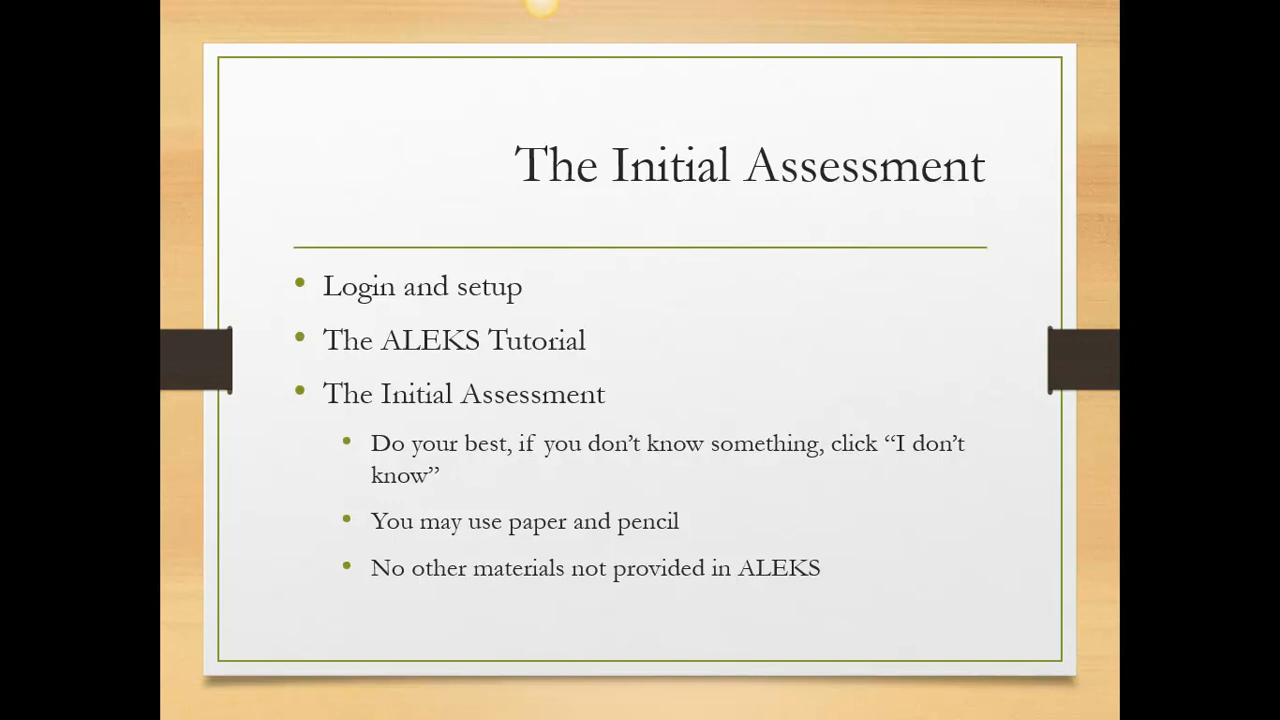 The Initial Assessment
• Login and setup
• The ALEKS Tutorial
• The Initial Assessment
• Do your best, if you don’t know something, click “I don’t
know”
• You may use paper and pencil
• No other materials not provided in ALEKS